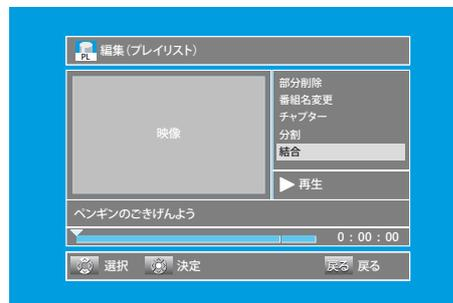 PL 編集（プレイリスト）
映像
部分削除
番組名変更
チャプター
分割
結合
再生
ペンギンのごきげんよう
0：00：00
選択 決定 戻る 戻る